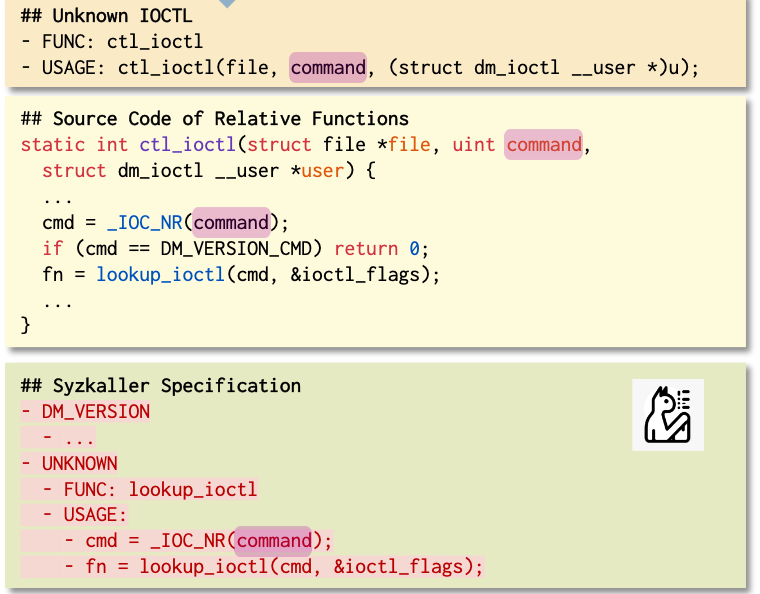 ## Unknown IOCTL
- FUNC: ctl_ioctl
- USAGE: ctl_ioctl(file, command, (struct dm_ioctl __user *)u);
## Source Code of Relative Functions
static int ctl_ioctl(struct file *file, uint command,
  struct dm_ioctl __user *user) {
  ...
  cmd = _IOC_NR(command);
  if (cmd == DM_VERSION_CMD) return 0;
  fn = lookup_ioctl(cmd, &ioctl_flags);
  ...
}
## Syzkaller Specification
- DM_VERSION
  - ...
- UNKNOWN
  - FUNC: lookup_ioctl
  - USAGE:
    - cmd = _IOC_NR(command);
    - fn = lookup_ioctl(cmd, &ioctl_flags);